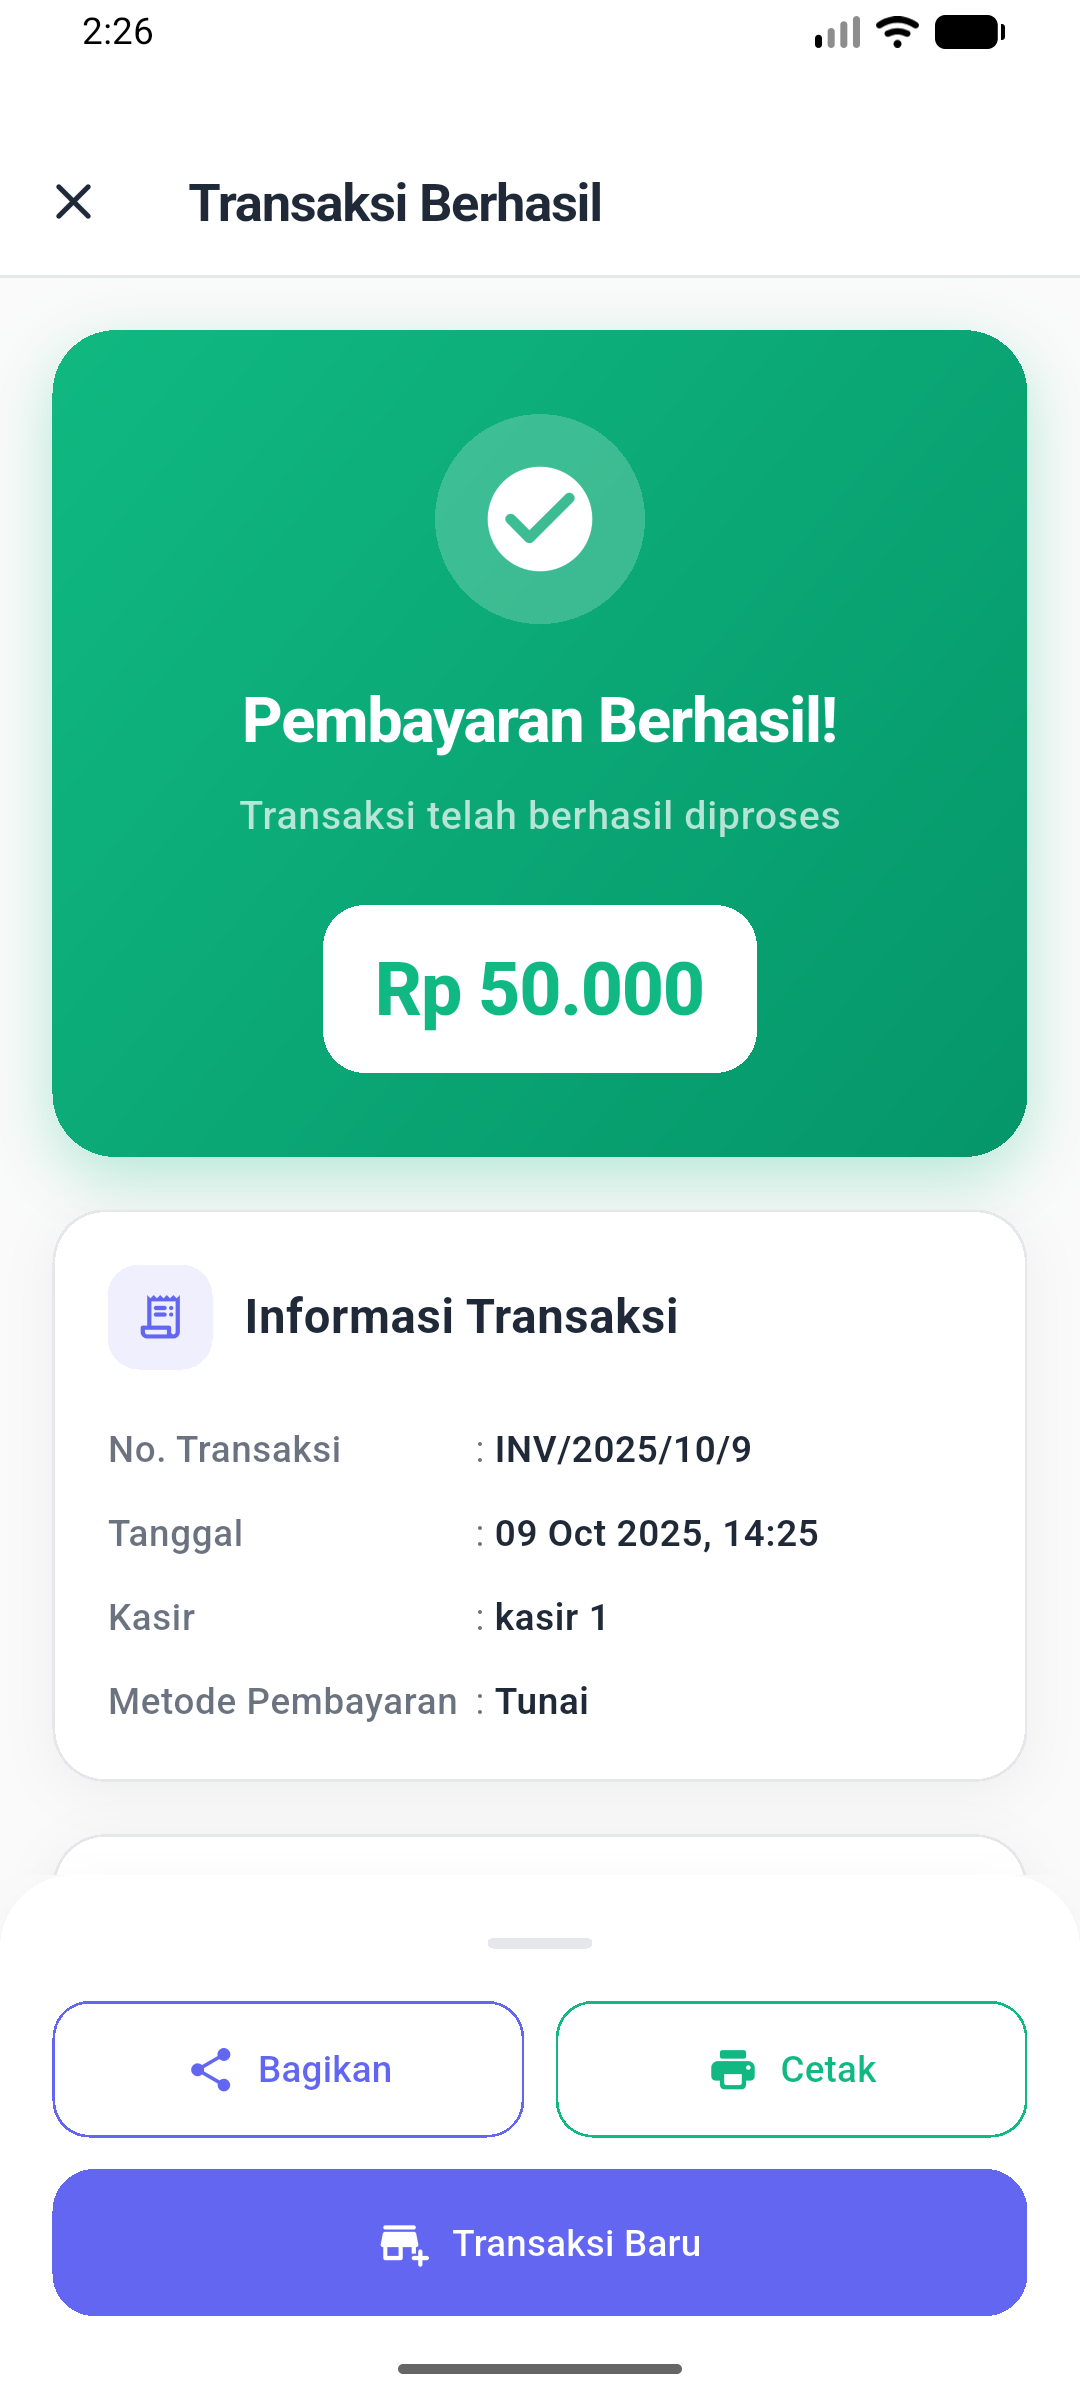 2:26
Transaksi Berhasil
Pembayaran Berhasil!
Transaksi telah berhasil diproses
Rp 50.000
Informasi Transaksi
No. Transaksi : INV/2025/10/9
Tanggal : 09 Oct 2025, 14:25
Kasir : kasir 1
Metode Pembayaran : Tunai
Bagikan
Cetak
Transaksi Baru